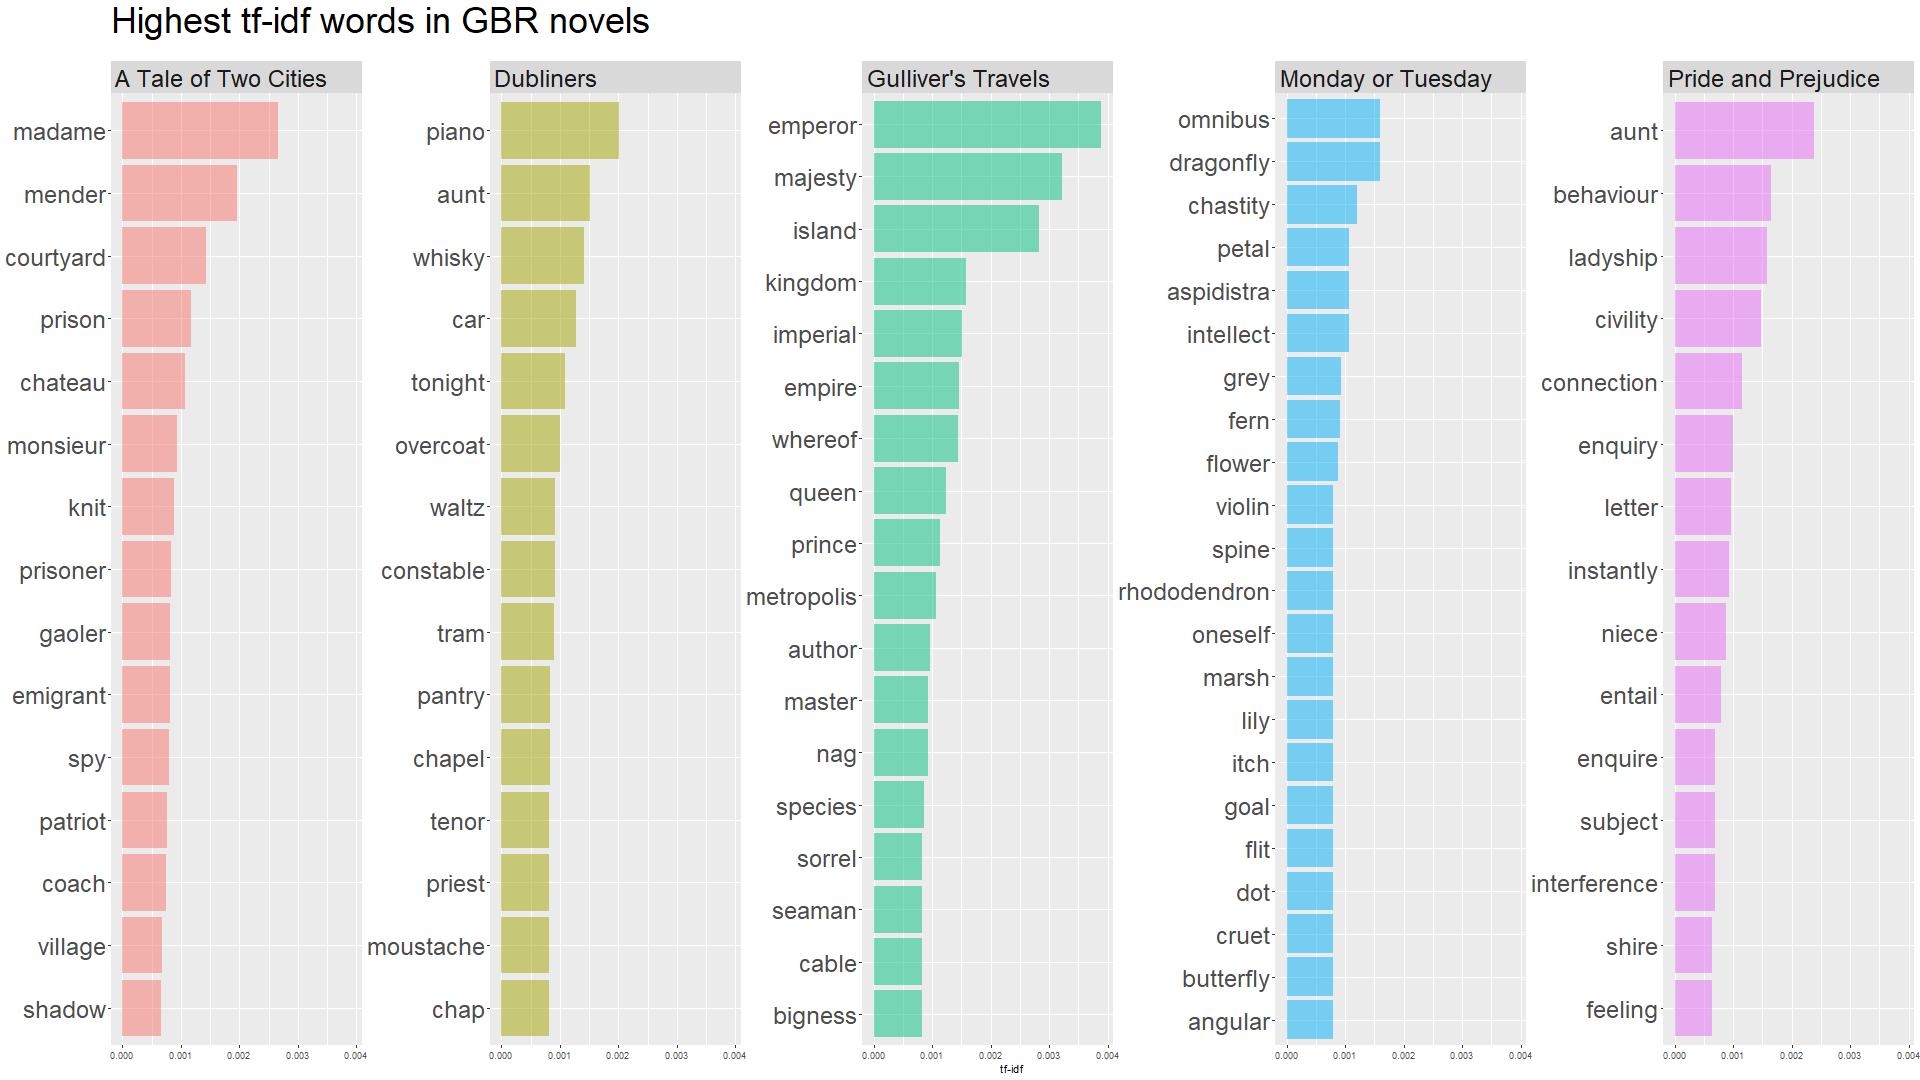 Highest tf-idf words in GBR novels
A Tale of Two Cities
madame
mender
courtyard
prison
chateau
monsieur
knit
prisoner
gaoler
emigrant
spy
patriot
coach
village
shadow
0.000 0.001 0.002 0.003 0.004
Dubliners
piano
aunt
whisky
car
tonight
overcoat
waltz
constable
tram
pantry
chapel
tenor
priest
moustache
chap
0.000 0.001 0.002 0.003 0.004
Gulliver's Travels
emperor
majesty
island
kingdom
imperial
empire
whereof
queen
prince
metropolis
author
master
nag
species
sorrel
seaman
cable
bigness
0.000 0.001 0.002 0.003 0.004
Monday or Tuesday
omnibus
dragonfly
chastity
petal
aspidistra
intellect
grey
fern
flower
violin
spine
rhododendron
oneself
marsh
lily
itch
goal
flit
dot
cruet
butterfly
angular
0.000 0.001 0.002 0.003 0.004
Pride and Prejudice
aunt
behaviour
ladyship
civility
connection
enquiry
letter
instantly
niece
entail
enquire
subject
interference
shire
feeling
0.000 0.001 0.002 0.003 0.004
tf-idf